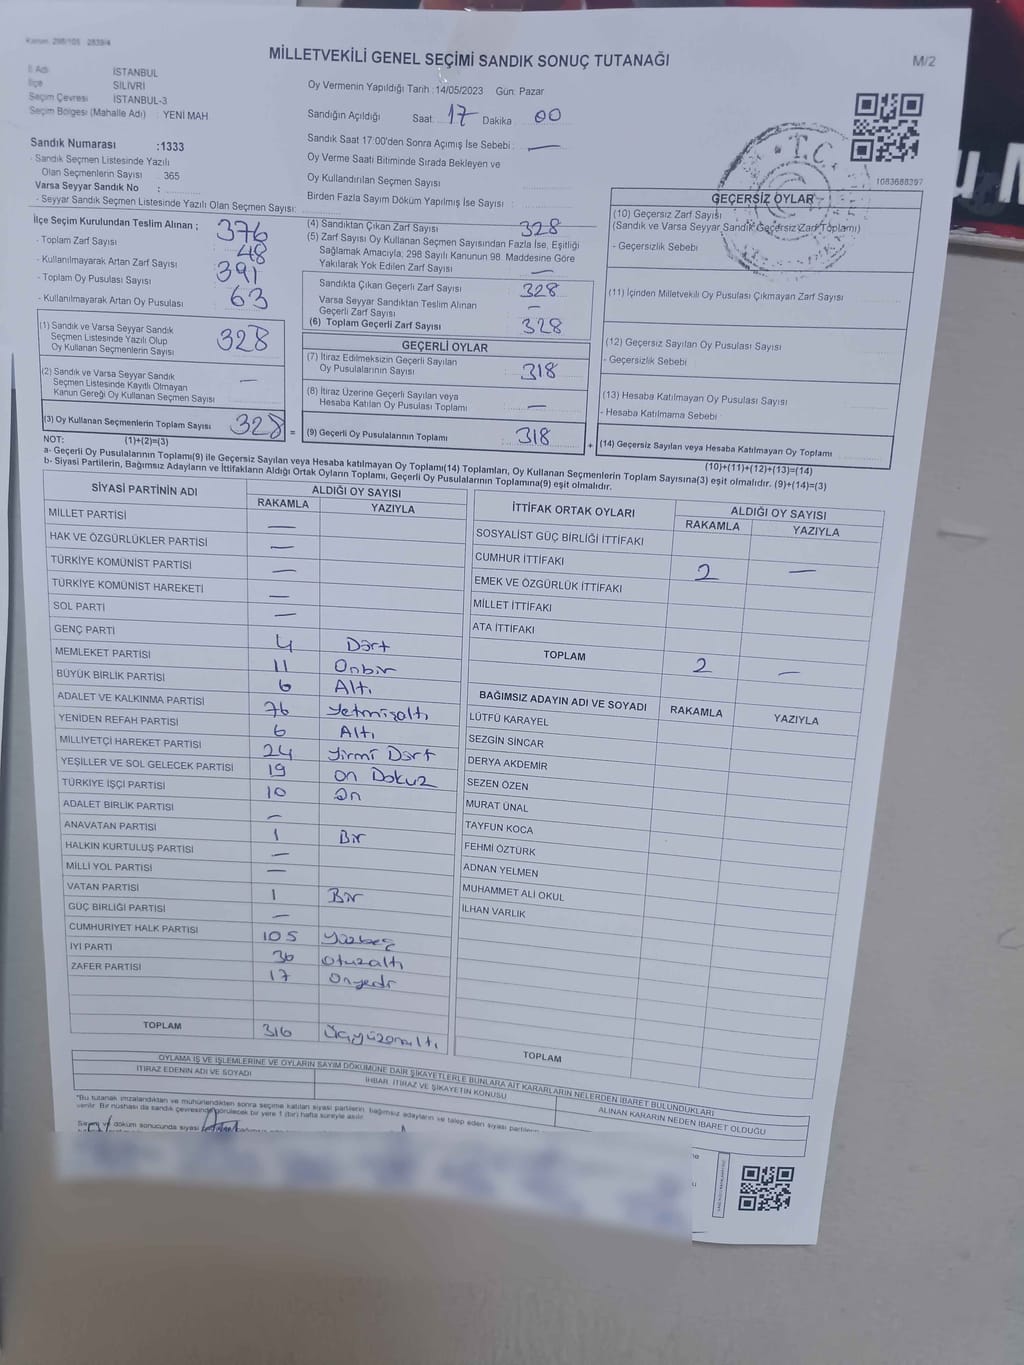 Kanun: 298/105 2839/4
MİLLETVEKİLİ GENEL SEÇİMİ SANDIK SONUÇ TUTANAĞI
M/2
İl Adı İSTANBUL
İlçe SİLİVRİ
Seçim Çevresi İSTANBUL-3
Seçim Bölgesi (Mahalle Adı) : YENİ MAH
Oy Vermenin Yapıldığı Tarih :14/05/2023 Gün: Pazar
Sandığın Açıldığı Saat: 17 Dakika 00
Sandık Saat 17:00'den Sonra Açımış İse Sebebi : —
Oy Verme Saati Bitiminde Sırada Bekleyen ve
Oy Kullandırılan Seçmen Sayısı
Birden Fazla Sayım Döküm Yapılmış İse Sayısı :
T.C.
1083688397
Sandık Numarası :1333
- Sandık Seçmen Listesinde Yazılı
Olan Seçmenlerin Sayısı : 365
Varsa Seyyar Sandık No :
- Seyyar Sandık Seçmen Listesinde Yazılı Olan Seçmen Sayısı:
İlçe Seçim Kurulundan Teslim Alınan ;
- Toplam Zarf Sayısı 376
- Kullanılmayarak Artan Zarf Sayısı 48
- Toplam Oy Pusulası Sayısı 391
- Kullanılmayarak Artan Oy Pusulası 63
(1) Sandık ve Varsa Seyyar Sandık
Seçmen Listesinde Yazılı Olup
Oy Kullanan Seçmenlerin Sayısı 328
(2) Sandık ve Varsa Seyyar Sandık
Seçmen Listesinde Kayıtlı Olmayan
Kanun Gereği Oy Kullanan Seçmen Sayısı —
(3) Oy Kullanan Seçmenlerin Toplam Sayısı 328 =
(4) Sandıktan Çıkan Zarf Sayısı 328
(5) Zarf Sayısı Oy Kullanan Seçmen Sayısından Fazla İse, Eşitliği
Sağlamak Amacıyla; 298 Sayılı Kanunun 98. Maddesine Göre
Yakılarak Yok Edilen Zarf Sayısı —
Sandıkta Çıkan Geçerli Zarf Sayısı 328
Varsa Seyyar Sandıktan Teslim Alınan
Geçerli Zarf Sayısı —
(6) Toplam Geçerli Zarf Sayısı 328
GEÇERLİ OYLAR
(7) İtiraz Edilmeksizin Geçerli Sayılan
Oy Pusulalarının Sayısı 318
(8) İtiraz Üzerine Geçerli Sayılan veya
Hesaba Katılan Oy Pusulası Toplamı —
(9) Geçerli Oy Pusulalarının Toplamı 318 +
GEÇERSİZ OYLAR
(10) Geçersiz Zarf Sayısı
(Sandık ve Varsa Seyyar Sandık Geçersiz Zarf Toplamı)
- Geçersizlik Sebebi
(11) İçinden Milletvekili Oy Pusulası Çıkmayan Zarf Sayısı
(12) Geçersiz Sayılan Oy Pusulası Sayısı
- Geçersizlik Sebebi
(13) Hesaba Katılmayan Oy Pusulası Sayısı
- Hesaba Katılmama Sebebi
(14) Geçersiz Sayılan veya Hesaba Katılmayan Oy Toplamı
NOT: (1)+(2)=(3)
(10)+(11)+(12)+(13)=(14)
a- Geçerli Oy Pusulalarının Toplamı(9) ile Geçersiz Sayılan veya Hesaba katılmayan Oy Toplamı(14) Toplamları, Oy Kullanan Seçmenlerin Toplam Sayısına(3) eşit olmalıdır. (9)+(14)=(3)
b- Siyasi Partilerin, Bağımsız Adayların ve İttifakların Aldığı Ortak Oyların Toplamı, Geçerli Oy Pusulalarının Toplamına(9) eşit olmalıdır.
SİYASİ PARTİNİN ADI ALDIĞI OY SAYISI
RAKAMLA YAZIYLA
MİLLET PARTİSİ —
HAK VE ÖZGÜRLÜKLER PARTİSİ —
TÜRKİYE KOMÜNİST PARTİSİ —
TÜRKİYE KOMÜNİST HAREKETİ —
SOL PARTİ —
GENÇ PARTİ 4 Dört
MEMLEKET PARTİSİ 11 Onbir
BÜYÜK BİRLİK PARTİSİ 6 Altı
ADALET VE KALKINMA PARTİSİ 76 Yetmişaltı
YENİDEN REFAH PARTİSİ 6 Altı
MİLLİYETÇİ HAREKET PARTİSİ 24 Yirmi Dört
YEŞİLLER VE SOL GELECEK PARTİSİ 19 On Dokuz
TÜRKİYE İŞÇİ PARTİSİ 10 On
ADALET BİRLİK PARTİSİ —
ANAVATAN PARTİSİ 1 Bir
HALKIN KURTULUŞ PARTİSİ —
MİLLİ YOL PARTİSİ —
VATAN PARTİSİ 1 Bir
GÜÇ BİRLİĞİ PARTİSİ —
CUMHURİYET HALK PARTİSİ 105 Yüzbeş
İYİ PARTİ 36 Otuzaltı
ZAFER PARTİSİ 17 Onyedi
TOPLAM 316 Üçyüzonaltı
İTTİFAK ORTAK OYLARI ALDIĞI OY SAYISI
RAKAMLA YAZIYLA
SOSYALİST GÜÇ BİRLİĞİ İTTİFAKI
CUMHUR İTTİFAKI 2 —
EMEK VE ÖZGÜRLÜK İTTİFAKI
MİLLET İTTİFAKI
ATA İTTİFAKI
TOPLAM 2 —
BAĞIMSIZ ADAYIN ADI VE SOYADI RAKAMLA YAZIYLA
LÜTFÜ KARAYEL
SEZGİN SİNCAR
DERYA AKDEMİR
SEZEN ÖZEN
MURAT ÜNAL
TAYFUN KOCA
FEHMİ ÖZTÜRK
ADNAN YELMEN
MUHAMMET ALİ OKUL
İLHAN VARLIK
TOPLAM
OYLAMA İŞ VE İŞLEMLERİNE VE OYLARIN SAYIM DÖKÜMÜNE DAİR ŞİKAYETLERLE BUNLARA AİT KARARLARIN NELERDEN İBARET BULUNDUKLARI
İTİRAZ EDENİN ADI VE SOYADI İHBAR, İTİRAZ VE ŞİKAYETİN KONUSU ALINAN KARARIN NEDEN İBARET OLDUĞU
"Bu tutanak imzalandıktan ve mühürlendikten sonra seçime katılan siyasi partilerin, bağımsız adayların ve talep eden siyasi
verilir. Bir nüshası da sandık çevresinde görülecek bir yere 1 (bir) hafta süreyle asılır.
Sayım ve döküm sonucunda siyasi